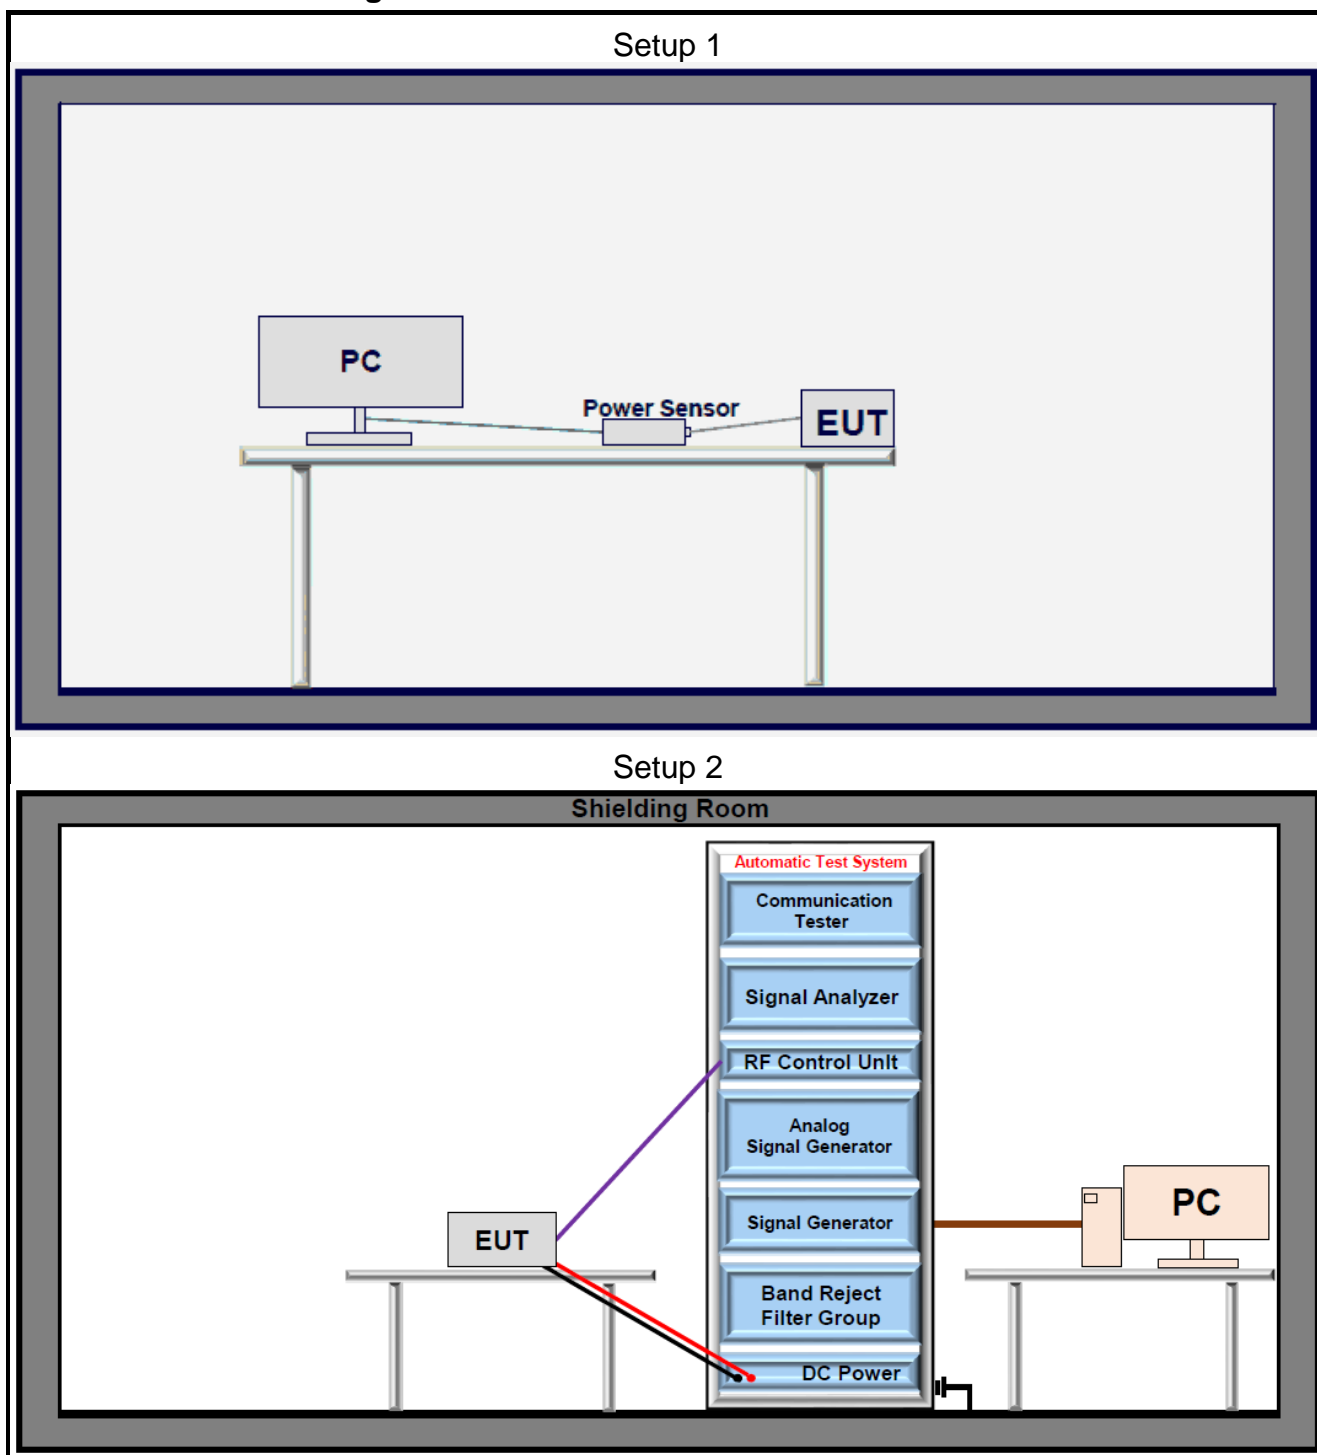 Setup 1
PC
Power Sensor
EUT
Setup 2
Shielding Room
Automatic Test System
Communication
Tester
Signal Analyzer
RF Control UnIt
Analog
Signal Generator
Signal Generator
Band Reject
Filter Group
DC Power
EUT
PC